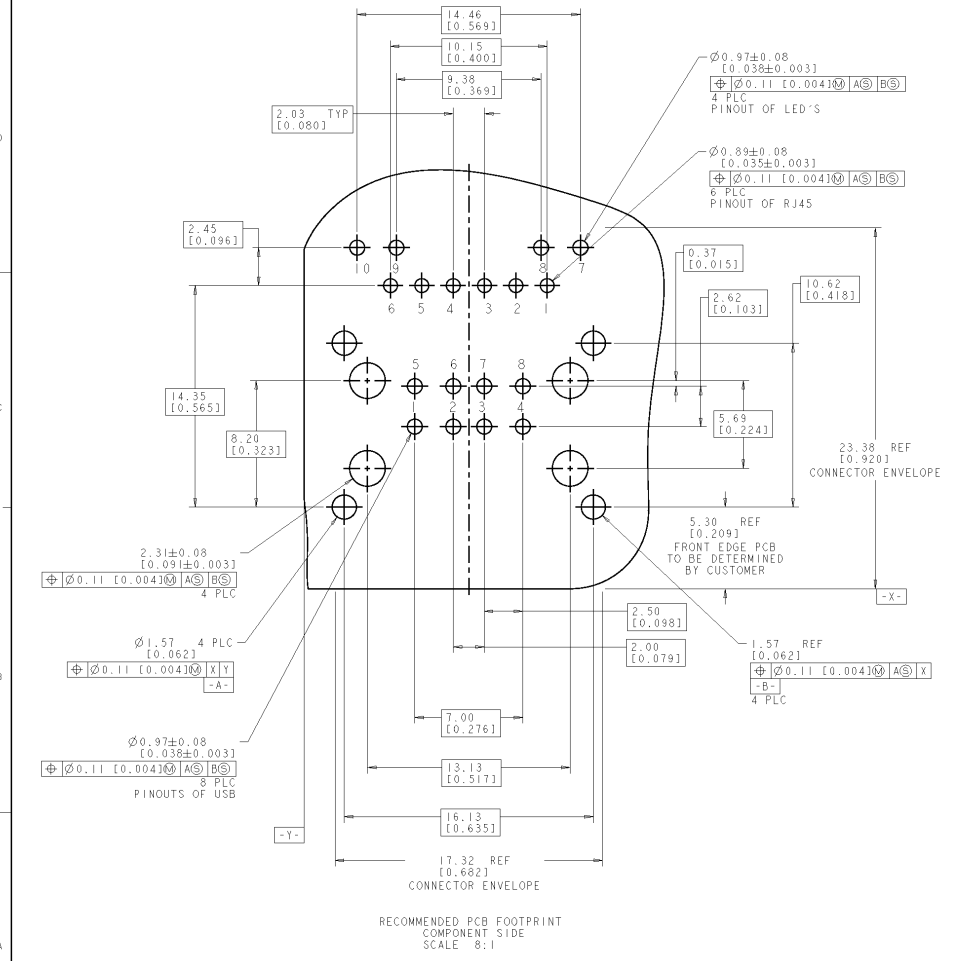 14.46
[0.569]
10.15
[0.400]
9.38
[0.369]
2.03 TYP
[0.080]
Ø0.97±0.08
[0.038±0.003]
⌖ Ø0.11 [0.004]Ⓜ AⓈ BⓈ
4 PLC
PINOUT OF LED'S
Ø0.89±0.08
[0.035±0.003]
⌖ Ø0.11 [0.004]Ⓜ AⓈ BⓈ
6 PLC
PINOUT OF RJ45
D
2.45
[0.096]
10 9 8 7
0.37
[0.015]
10.62
[0.418]
2.62
[0.103]
6 5 4 3 2 1
5 6 7 8
14.35
[0.565]
C
1 2 3 4
5.69
[0.224]
8.20
[0.323]
23.38 REF
[0.920]
CONNECTOR ENVELOPE
5.30 REF
[0.209]
FRONT EDGE PCB
TO BE DETERMINED
BY CUSTOMER
2.31±0.08
[0.091±0.003]
⌖ Ø0.11 [0.004]Ⓜ AⓈ BⓈ
4 PLC
-X-
2.50
[0.098]
Ø1.57 4 PLC
[0.062]
⌖ Ø0.11 [0.004]Ⓜ X Y
-A-
2.00
[0.079]
1.57 REF
[0.062]
⌖ Ø0.11 [0.004]Ⓜ AⓈ X
-B-
4 PLC
B
7.00
[0.276]
Ø0.97±0.08
[0.038±0.003]
⌖ Ø0.11 [0.004]Ⓜ AⓈ BⓈ
8 PLC
PINOUTS OF USB
13.13
[0.517]
16.13
[0.635]
-Y-
17.32 REF
[0.682]
CONNECTOR ENVELOPE
RECOMMENDED PCB FOOTPRINT
COMPONENT SIDE
SCALE 8:1
A